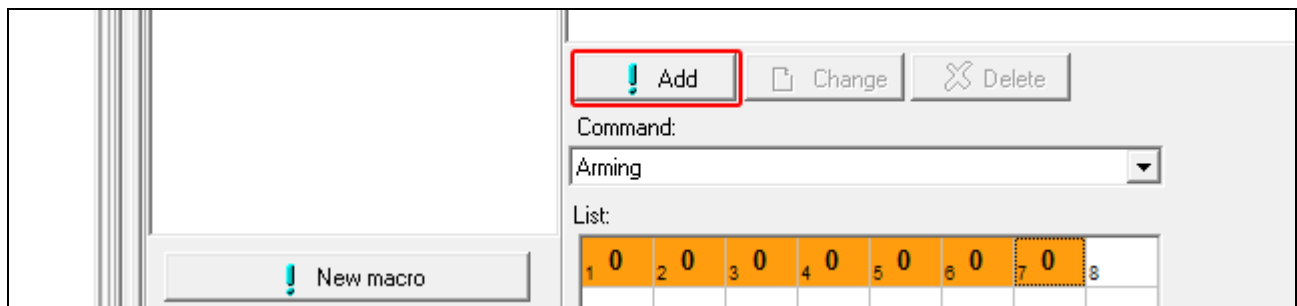 Add Change Delete
Command:
Arming
List:
1 0 2 0 3 0 4 0 5 0 6 0 7 0 8
New macro